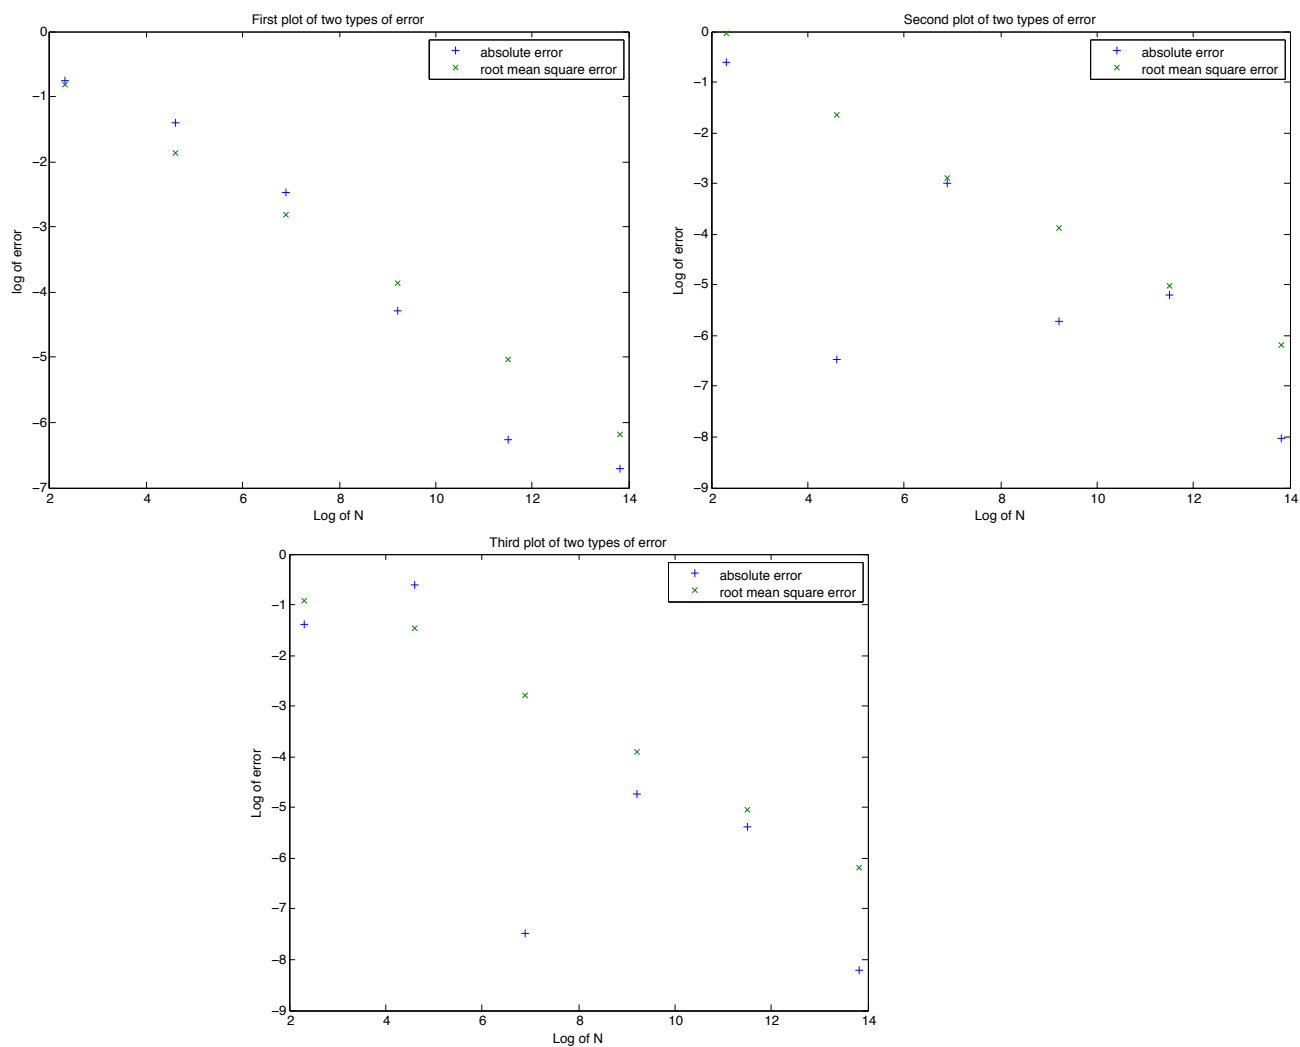 First plot of two types of error
0
−1
−2
−3
−4
−5
−6
−7
log of error
2 4 6 8 10 12 14
Log of N
absolute error
root mean square error
Second plot of two types of error
0
−1
−2
−3
−4
−5
−6
−7
−8
−9
Log of error
2 4 6 8 10 12 14
Log of N
absolute error
root mean square error
Third plot of two types of error
0
−1
−2
−3
−4
−5
−6
−7
−8
−9
Log of error
2 4 6 8 10 12 14
Log of N
absolute error
root mean square error